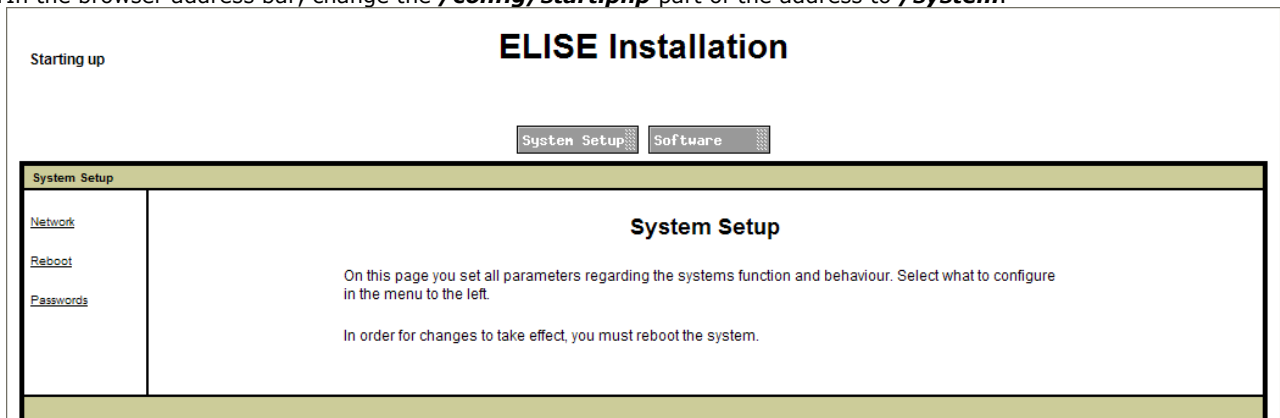 In the browser address bar, change the /config/Start.php part of the address to /System.
ELISE Installation
Starting up
System Setup Software
System Setup
Network
Reboot
Passwords
System Setup
On this page you set all parameters regarding the systems function and behaviour. Select what to configure
in the menu to the left.
In order for changes to take effect, you must reboot the system.